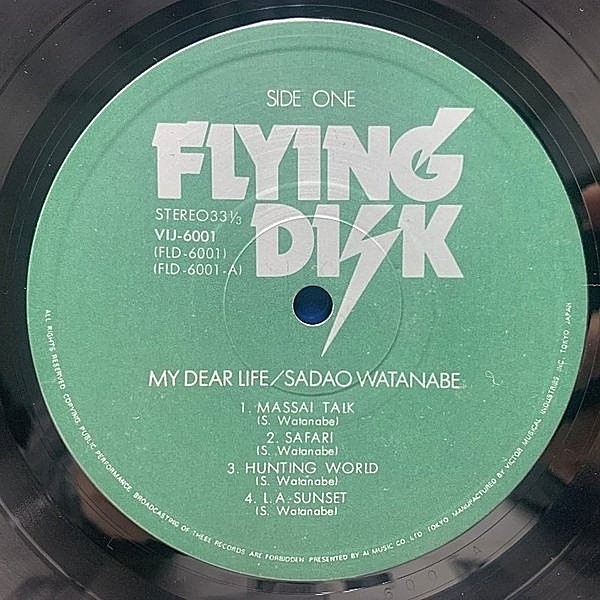 SIDE ONE
FLYING
DISK
STEREO33⅓
VIJ-6001
(FLD-6001)
(FLD-6001-A)
MY DEAR LIFE/SADAO WATANABE
1. MASSAI TALK
(S. Watanabe)
2. SAFARI
(S. Watanabe)
3. HUNTING WORLD
(S. Watanabe)
4. L.A.-SUNSET
(S. Watanabe)
ALL RIGHTS RESERVED COPYING, PUBLIC PERFORMANCE, BROADCASTING OF THESE RECORDS ARE FORBIDDEN PRESENTED BY AI MUSIC CO., LTD. TOKYO MANUFACTURED BY VICTOR MUSICAL INDUSTRIES INC. TOKYO JAPAN